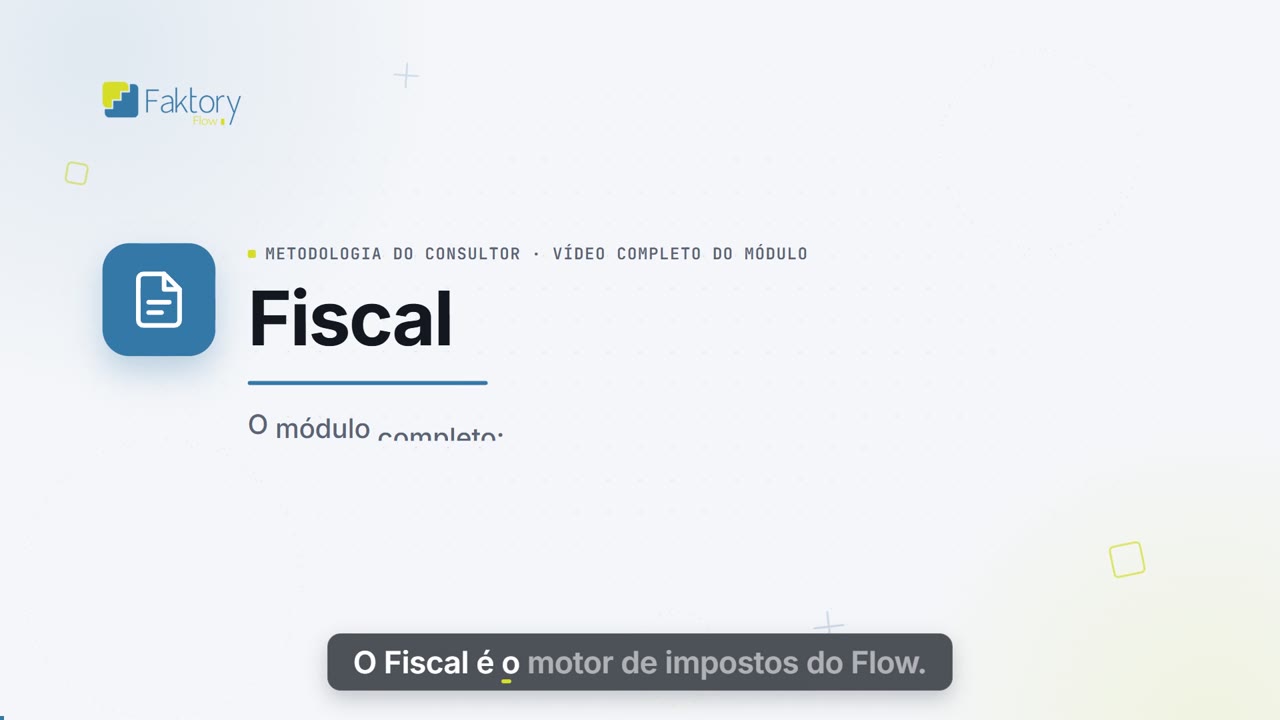 Faktory
Flow
METODOLOGIA DO CONSULTOR · VÍDEO COMPLETO DO MÓDULO
Fiscal
O módulo completo:
O Fiscal é o motor de impostos do Flow.